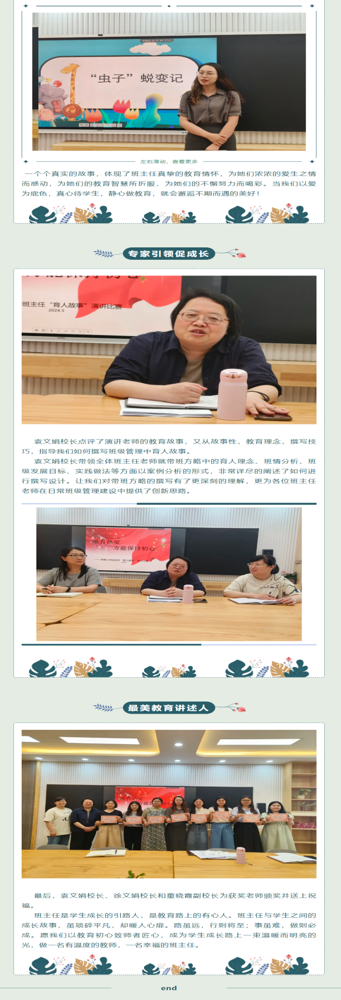 “虫子”蜕变记
左右滑动，查看更多
一个个真实的故事，体现了班主任真挚的教育情怀，为她们浓浓的爱生之情
而感动，为她们的教育智慧所折服，为她们的不懈努力而喝彩。当我们以爱
为底色，真心待学生，静心做教育，就会邂逅不期而遇的美好！
专家引领促成长
方能保持初心
班主任“育人故事”演讲比赛
2024.5
袁文娟校长点评了演讲老师的教育故事，又从故事性，教育理念，撰写技
巧，指导我们如何撰写班级管理中育人故事。
袁文娟校长带领全体班主任老师就带班方略中的育人理念、班情分析、班
级发展目标、实践做法等方面以案例分析的形式，非常详尽的阐述了如何进
行撰写设计。让我们对带班方略的撰写有了更深刻的理解，更为各位班主任
老师在日常班级管理建设中提供了创新思路。
唯有热爱
方能保持初心
最美教育讲述人
唯有热爱
方能保 初心
最后，袁文娟校长、徐文娟校长和童晓霞副校长为获奖老师颁奖并送上祝
福。
班主任是学生成长的引路人，是教育路上的有心人。班主任与学生之间的
成长故事，虽琐碎平凡，却暖人心扉。路虽远，行则将至；事虽难，做则必
成。愿我们以教育初心致师者匠心，成为学生成长路上一束温暖而明亮的
光，做一名有温度的教师，一名幸福的班主任。
end